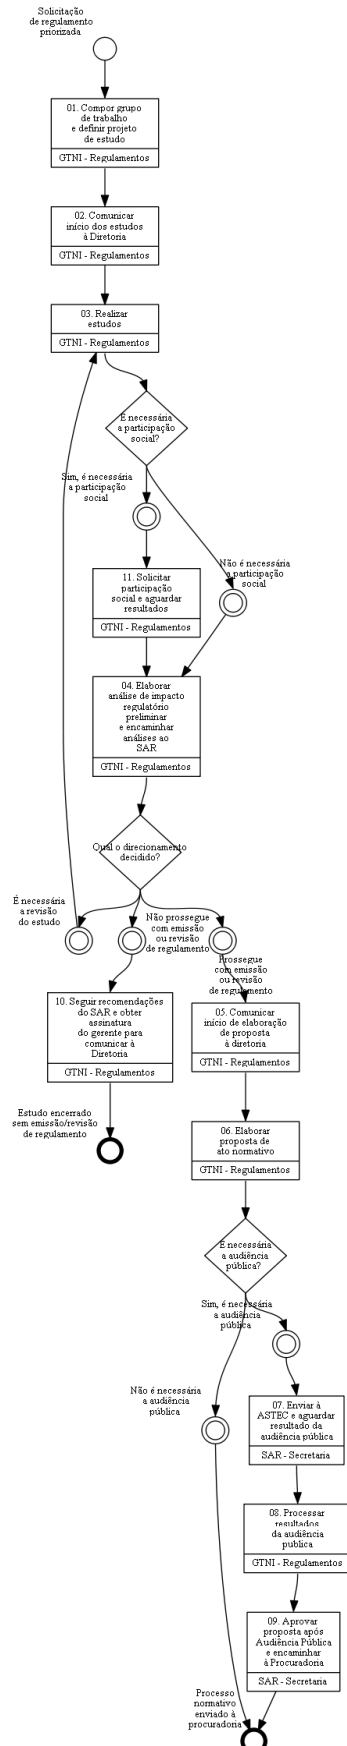 Solicitação
de regulamento
priorizada
01. Compor grupo
de trabalho
e definir projeto
de estudo
GTNI - Regulamentos
02. Comunicar
início dos estudos
à Diretoria
GTNI - Regulamentos
03. Realizar
estudos
GTNI - Regulamentos
É necessária
a participação
social?
Sim, é necessária
a participação
social
Não é necessária
a participação
social
11. Solicitar
participação
social e aguardar
resultados
GTNI - Regulamentos
04. Elaborar
análise de impacto
regulatório
preliminar
e encaminhar
análises ao
SAR
GTNI - Regulamentos
Qual o direcionamento
decidido?
É necessária
a revisão
do estudo
Não prossegue
com emissão
ou revisão
de regulamento
Prossegue
com emissão
ou revisão
de regulamento
10. Seguir recomendações
do SAR e obter
assinatura
do gerente para
comunicar à
Diretoria
GTNI - Regulamentos
05. Comunicar
início de elaboração
de proposta
à diretoria
GTNI - Regulamentos
Estudo encerrado
sem emissão/revisão
de regulamento
06. Elaborar
proposta de
ato normativo
GTNI - Regulamentos
É necessária
a audiência
pública?
Sim, é necessária
a audiência
pública
Não é necessária
a audiência
pública
07. Enviar à
ASTEC e aguardar
resultado da
audiência pública
SAR - Secretaria
08. Processar
resultados
da audiência
pública
GTNI - Regulamentos
09. Aprovar
proposta após
Audiência Pública
e encaminhar
à Procuradoria
SAR - Secretaria
Processo
normativo
enviado à
procuradoria